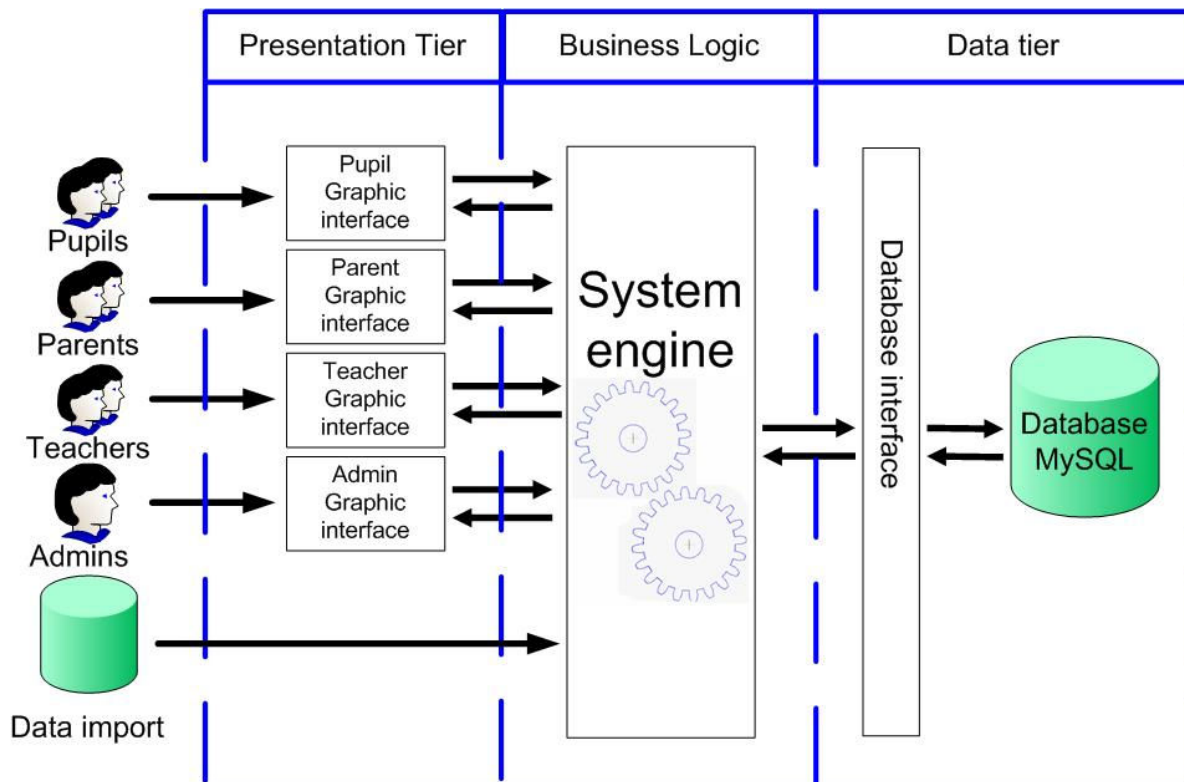 Presentation Tier
Business Logic
Data tier
Pupils
Parents
Teachers
Admins
Data import
Pupil
Graphic
interface
Parent
Graphic
interface
Teacher
Graphic
interface
Admin
Graphic
interface
System
engine
Database interface
Database
MySQL